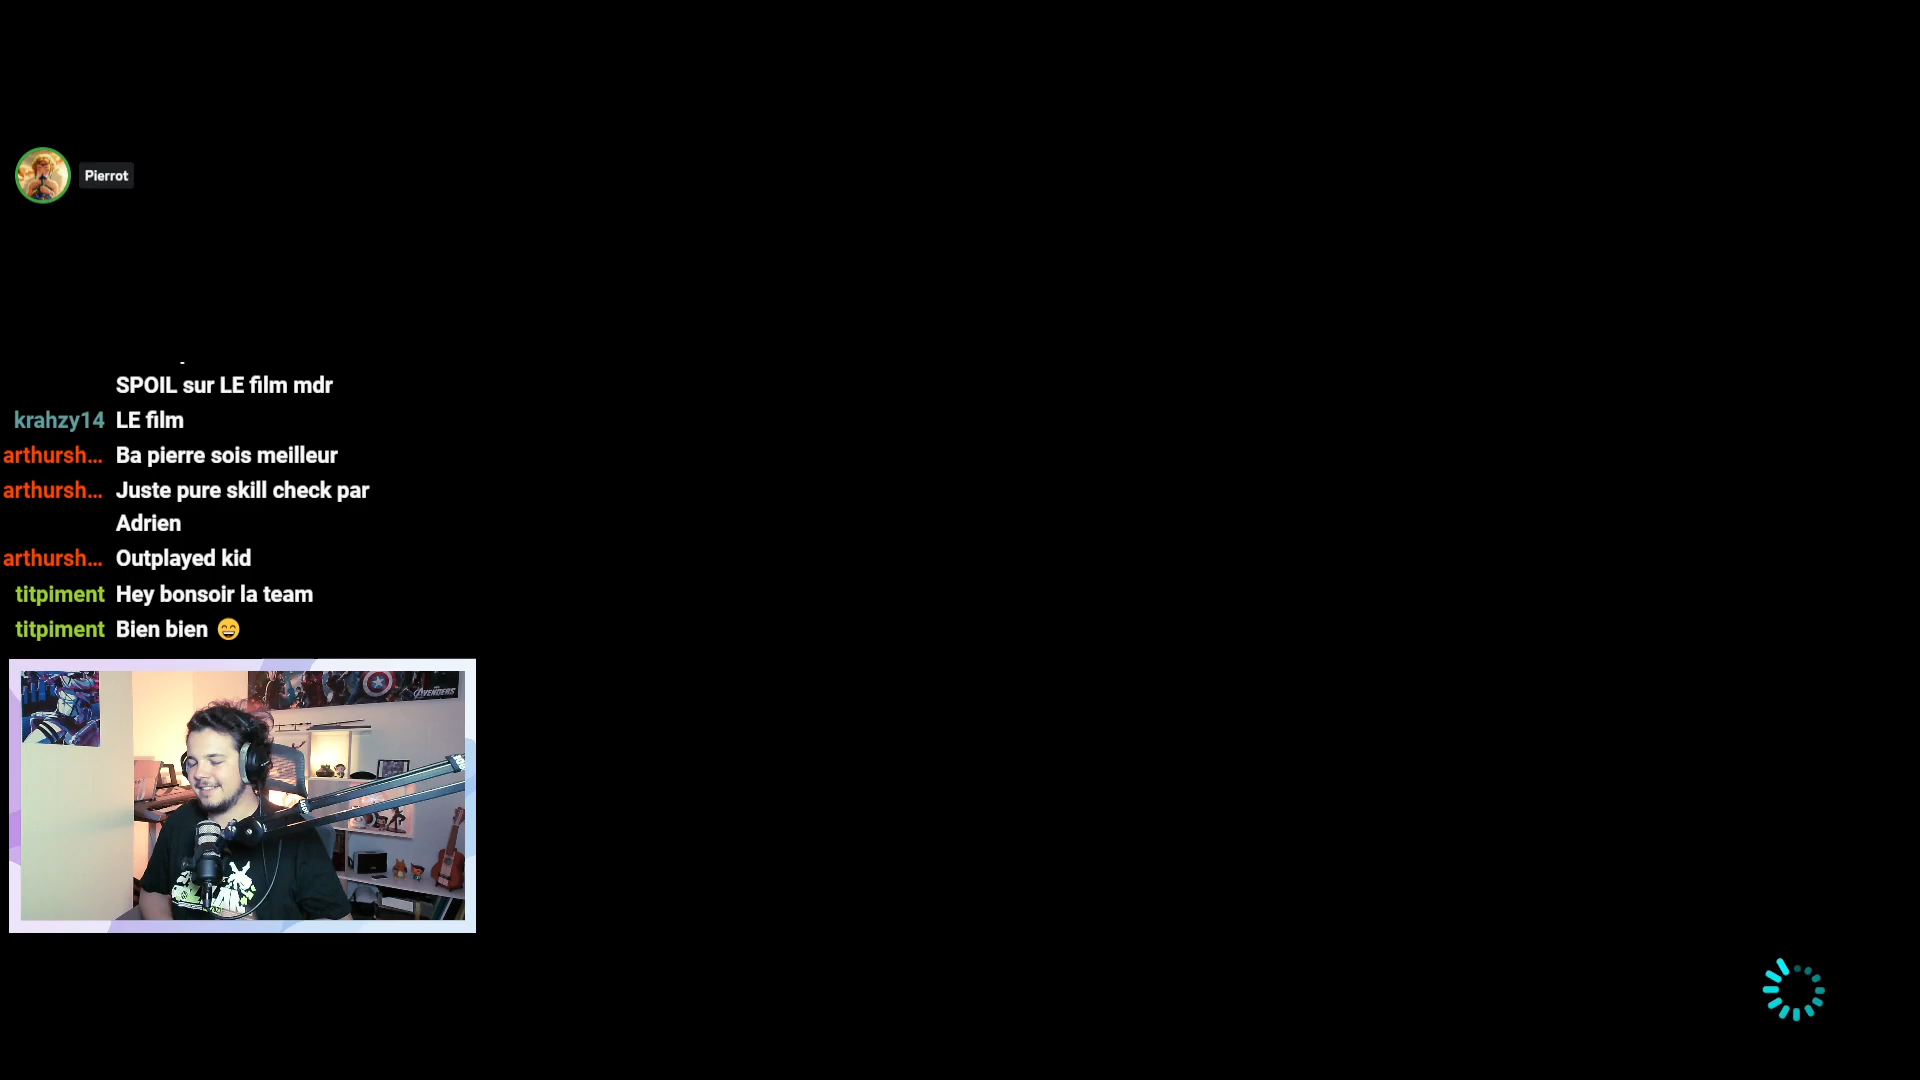 Pierrot
SPOIL sur LE film mdr
krahzy14 LE film
arthursh... Ba pierre sois meilleur
arthursh... Juste pure skill check par
Adrien
arthursh... Outplayed kid
titpiment Hey bonsoir la team
titpiment Bien bien 😄
AVENGERS